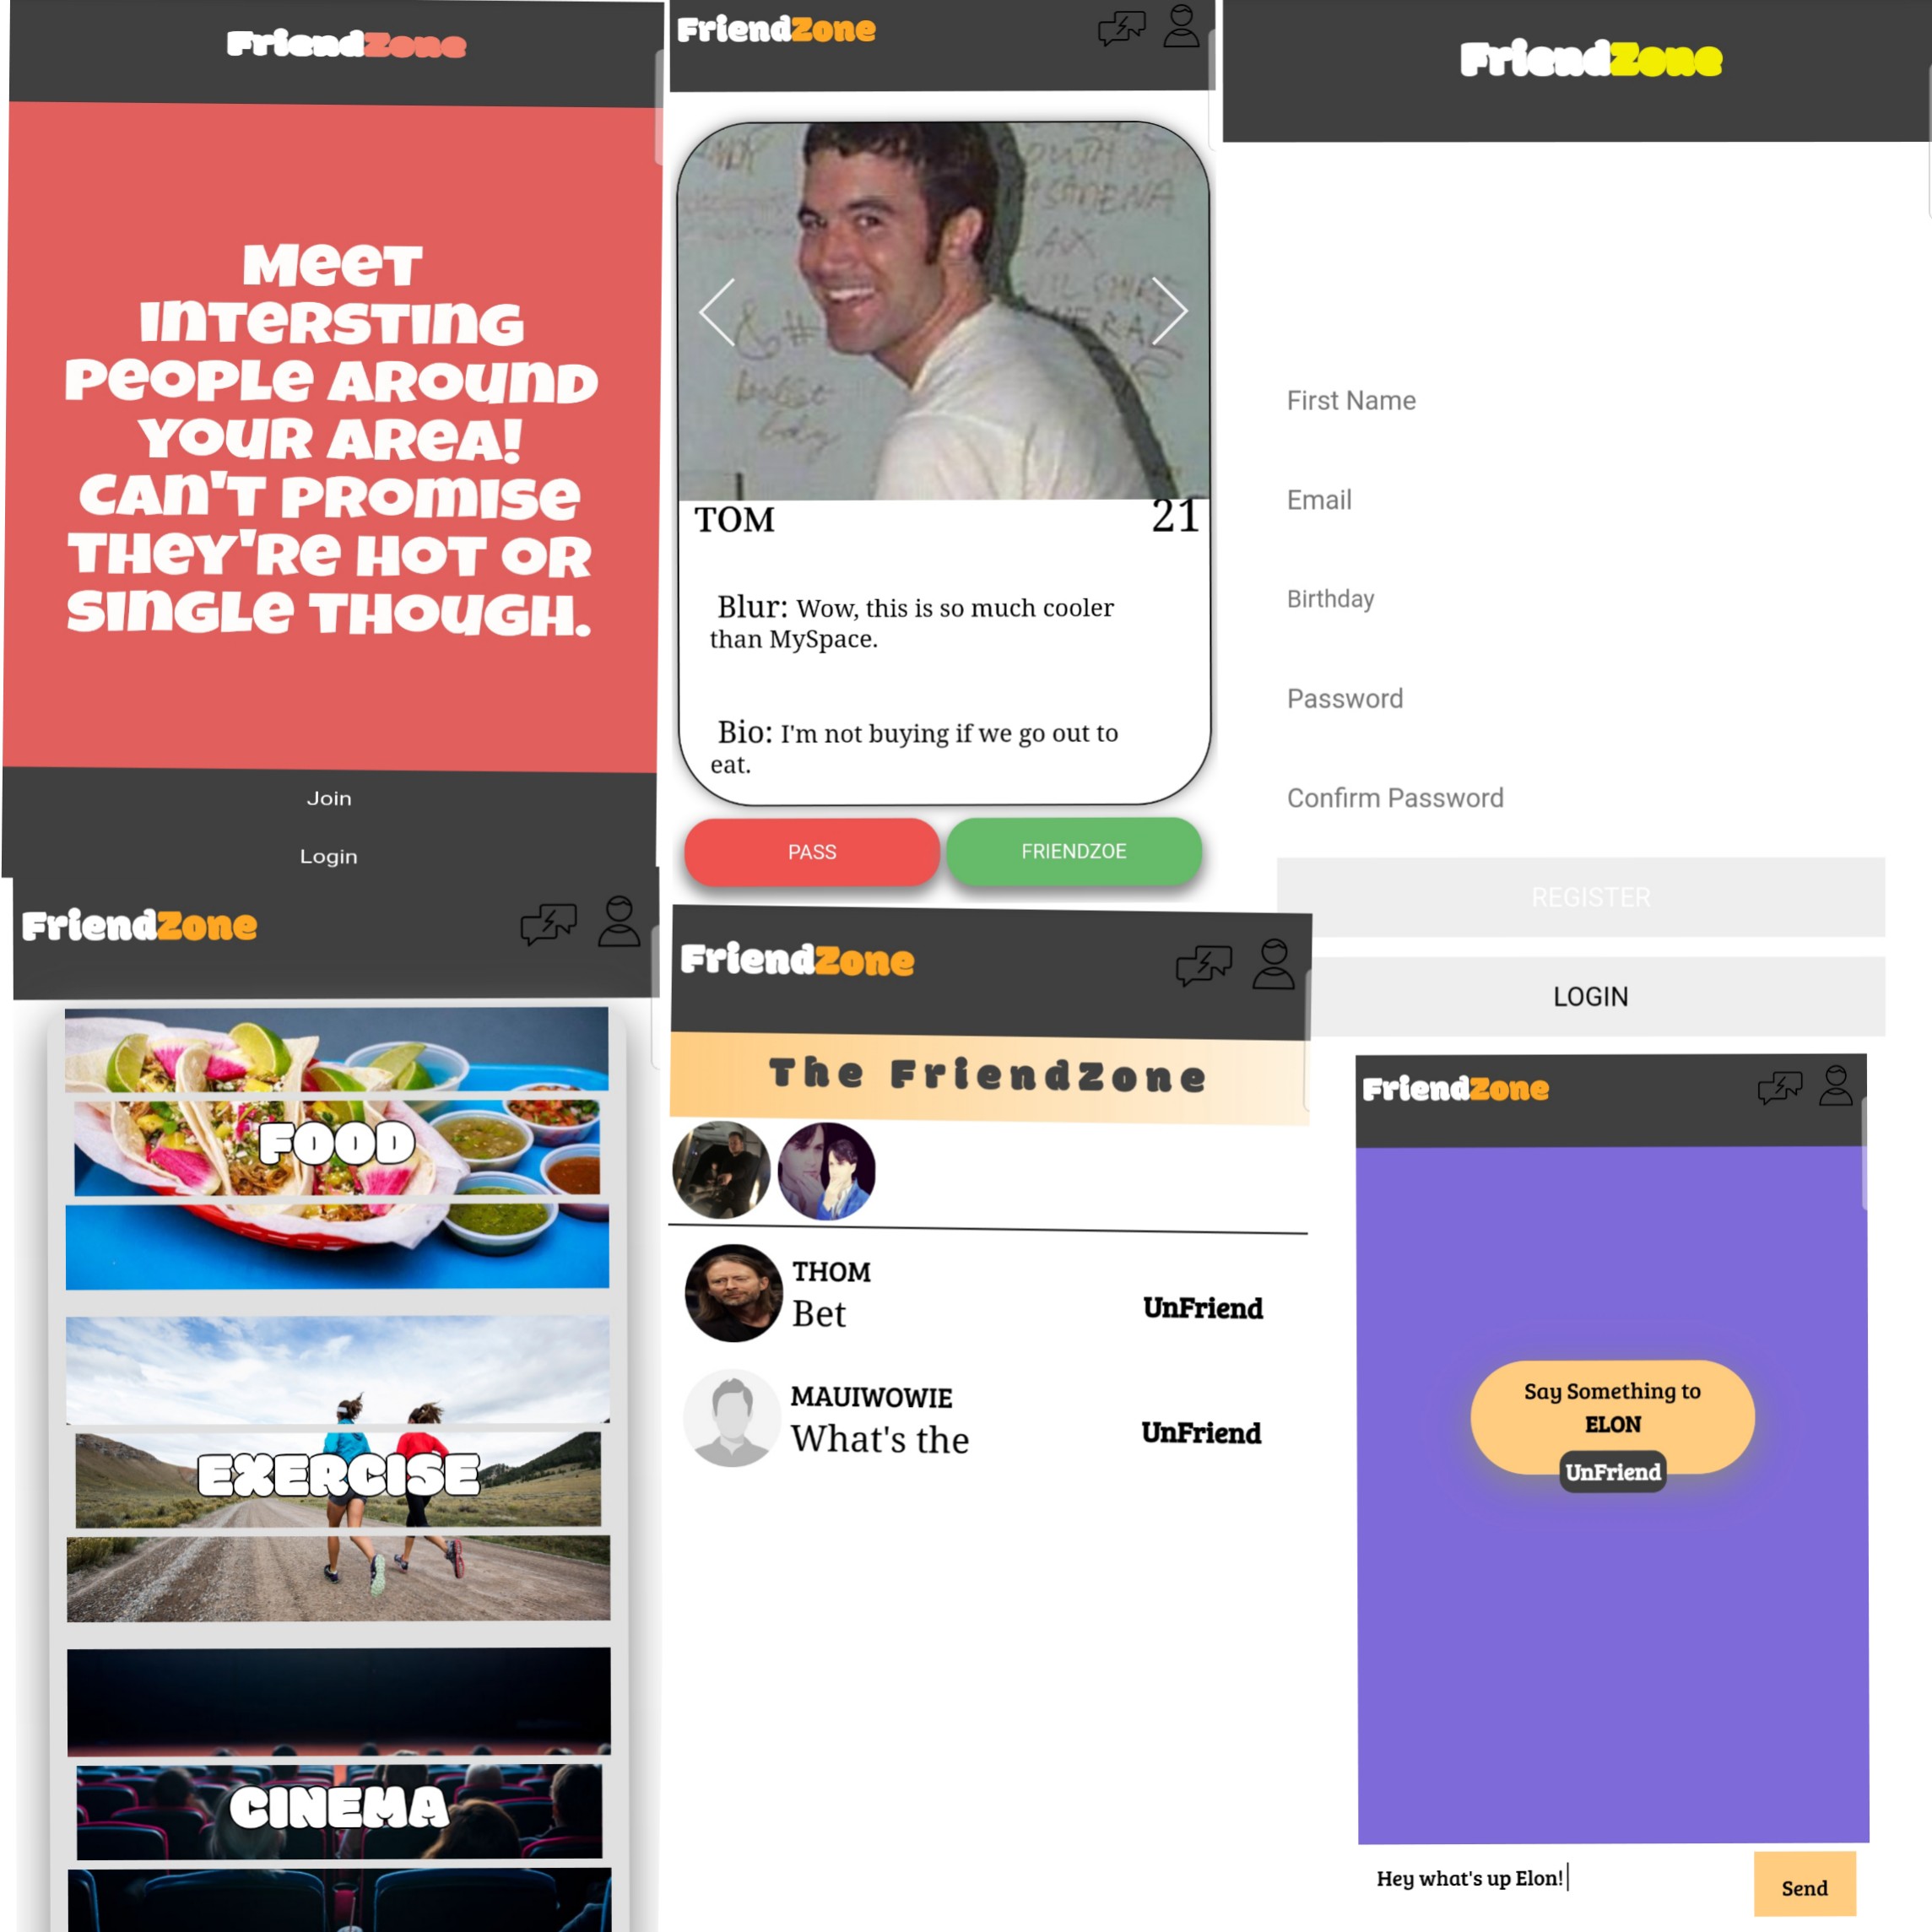 FriendZone
MeeT
InTeRSTInG
PeOPLe AROunD
YOuR AReA!
CAn'T PROmISe
THeY'Re HOT OR
SInGLe THOuGH.
Join
Login
FriendZone
TOM 21
Blur: Wow, this is so much cooler
than MySpace.
Bio: I'm not buying if we go out to
eat.
PASS FRIENDZOE
FriendZone
First Name
Email
Birthday
Password
Confirm Password
REGISTER
LOGIN
FriendZone
FOOD
EXERCISE
CINEMA
FriendZone
The FriendZone
THOM
Bet
UnFriend
MAUIWOWIE
What's the
UnFriend
FriendZone
Say Something to
ELON
UnFriend
Hey what's up Elon!
Send